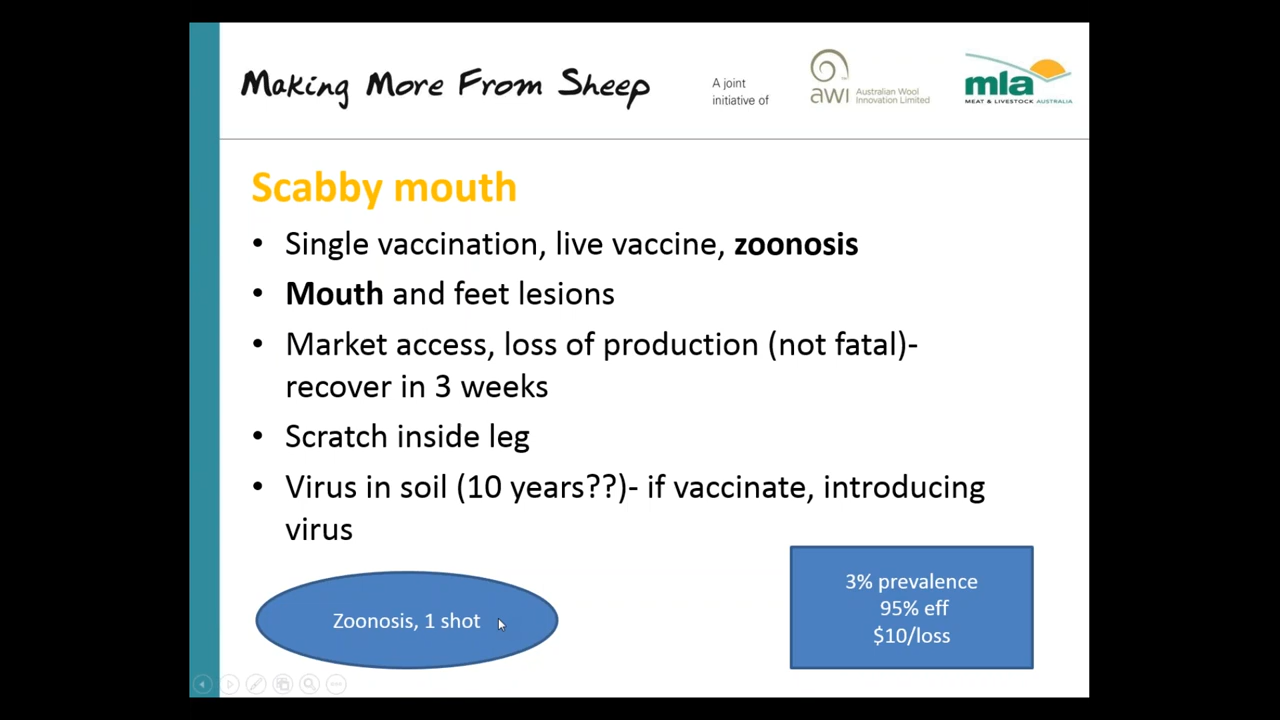 Making More From Sheep
A joint
initiative of
AWI
Australian Wool
Innovation Limited
mla
MEAT & LIVESTOCK AUSTRALIA
Scabby mouth
• Single vaccination, live vaccine, zoonosis
• Mouth and feet lesions
• Market access, loss of production (not fatal)-
recover in 3 weeks
• Scratch inside leg
• Virus in soil (10 years??)- if vaccinate, introducing
virus
Zoonosis, 1 shot
3% prevalence
95% eff
$10/loss